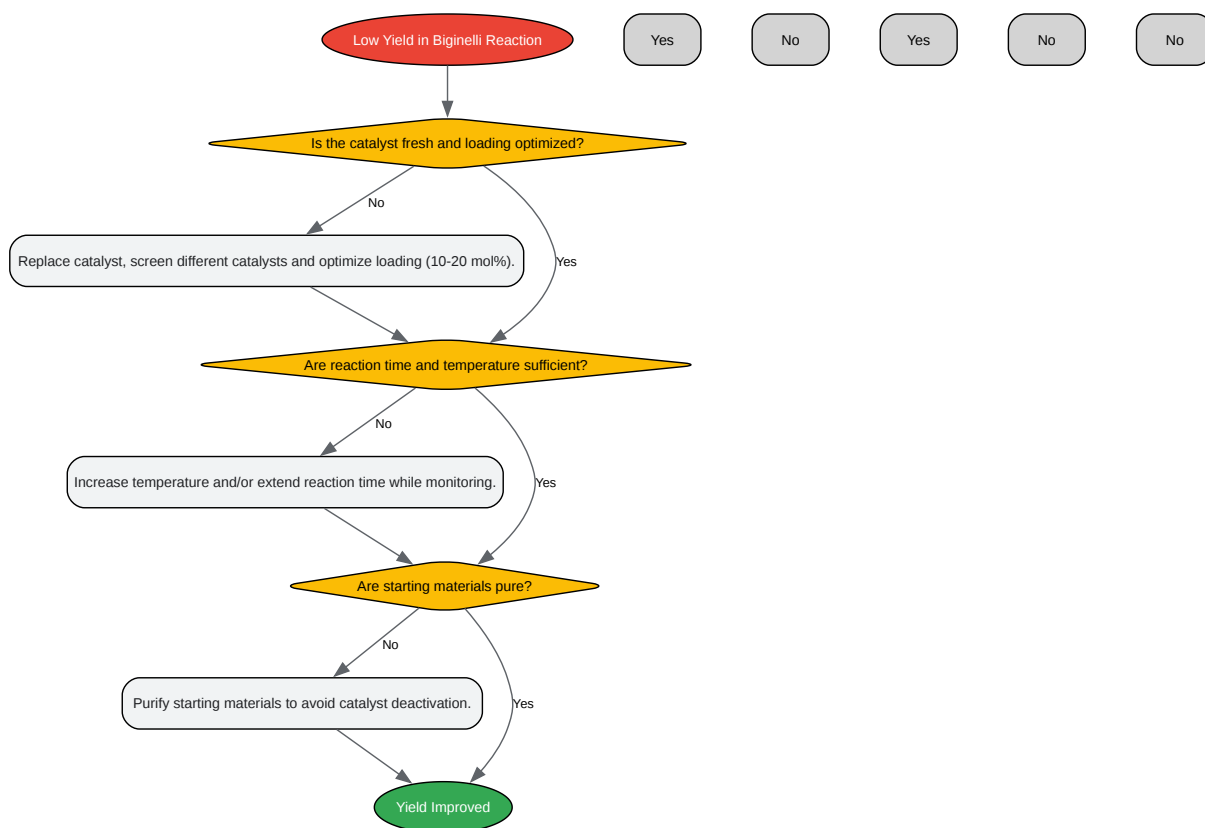 Low Yield in Biginelli Reaction
Yes
No
Yes
No
No
Is the catalyst fresh and loading optimized?
No
Replace catalyst, screen different catalysts and optimize loading (10-20 mol%).
Yes
Are reaction time and temperature sufficient?
No
Increase temperature and/or extend reaction time while monitoring.
Yes
Are starting materials pure?
No
Purify starting materials to avoid catalyst deactivation.
Yes
Yield Improved